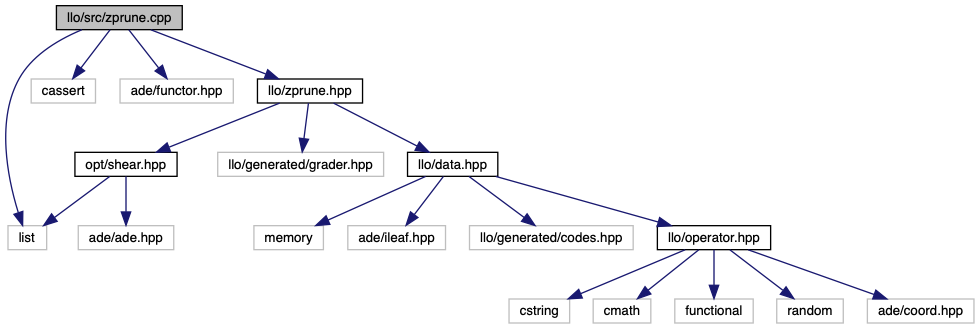 llo/src/zprune.cpp
cassert
ade/functor.hpp
llo/zprune.hpp
opt/shear.hpp
llo/generated/grader.hpp
llo/data.hpp
list
ade/ade.hpp
memory
ade/ileaf.hpp
llo/generated/codes.hpp
llo/operator.hpp
cstring
cmath
functional
random
ade/coord.hpp